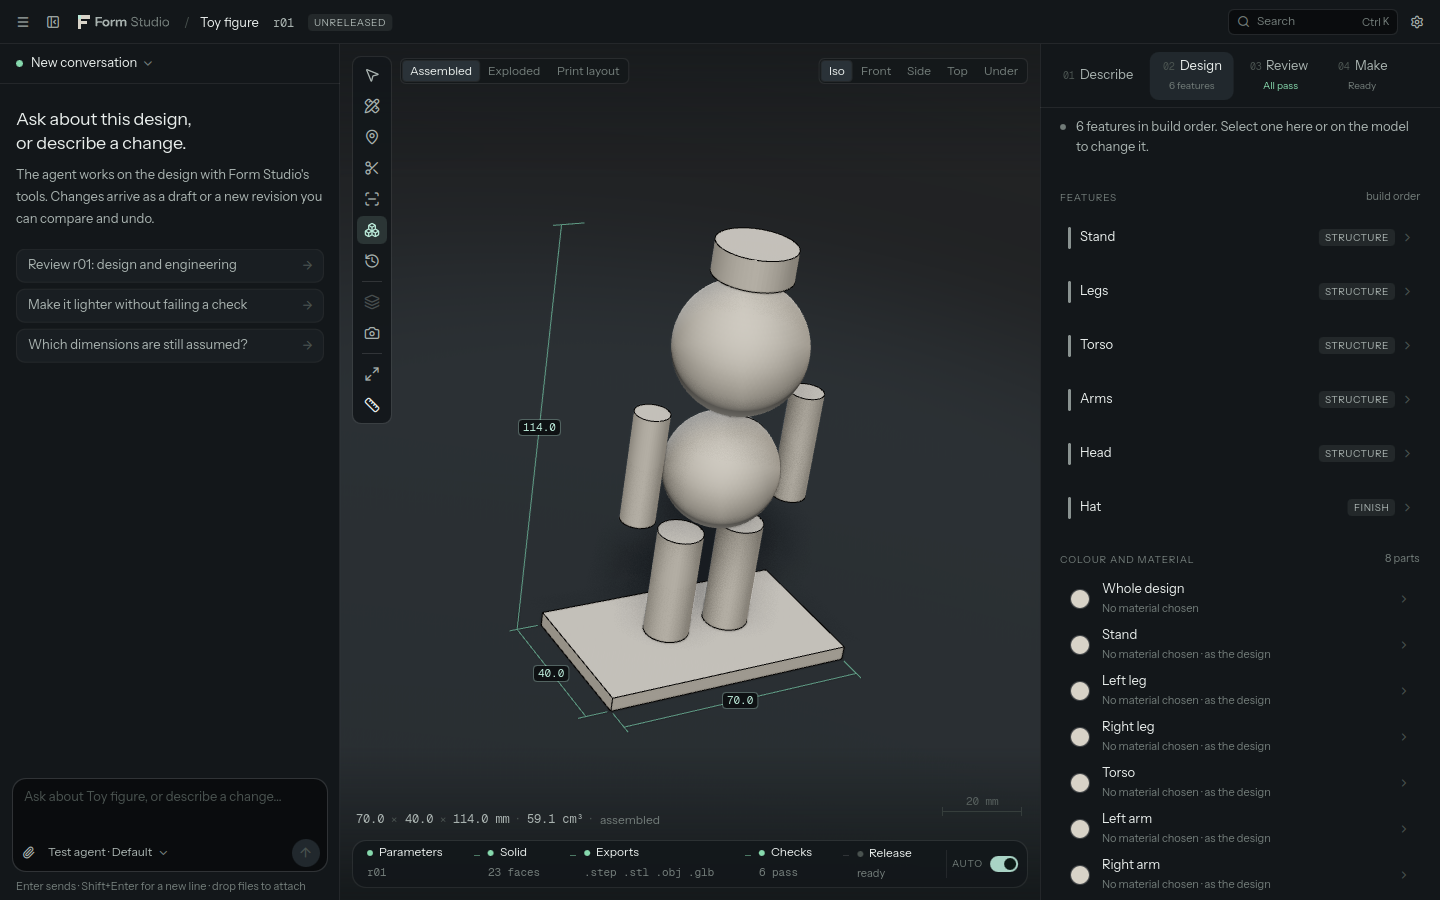 Form Studio / Toy figure r01 UNRELEASED
Search Ctrl K
New conversation
Ask about this design,
or describe a change.
The agent works on the design with Form Studio's
tools. Changes arrive as a draft or a new revision you
can compare and undo.
Review r01: design and engineering
Make it lighter without failing a check
Which dimensions are still assumed?
Ask about Toy figure, or describe a change...
Test agent · Default
Enter sends · Shift+Enter for a new line · drop files to attach
Assembled Exploded Print layout
Iso Front Side Top Under
114.0
40.0
70.0
20 mm
70.0 × 40.0 × 114.0 mm · 59.1 cm³ · assembled
Parameters Solid Exports Checks Release
r01 23 faces .step .stl .obj .glb 6 pass ready
AUTO
01 Describe
02 Design
6 features
03 Review
All pass
04 Make
Ready
6 features in build order. Select one here or on the model
to change it.
FEATURES build order
Stand STRUCTURE
Legs STRUCTURE
Torso STRUCTURE
Arms STRUCTURE
Head STRUCTURE
Hat FINISH
COLOUR AND MATERIAL 8 parts
Whole design
No material chosen
Stand
No material chosen · as the design
Left leg
No material chosen · as the design
Right leg
No material chosen · as the design
Torso
No material chosen · as the design
Left arm
No material chosen · as the design
Right arm
No material chosen · as the design